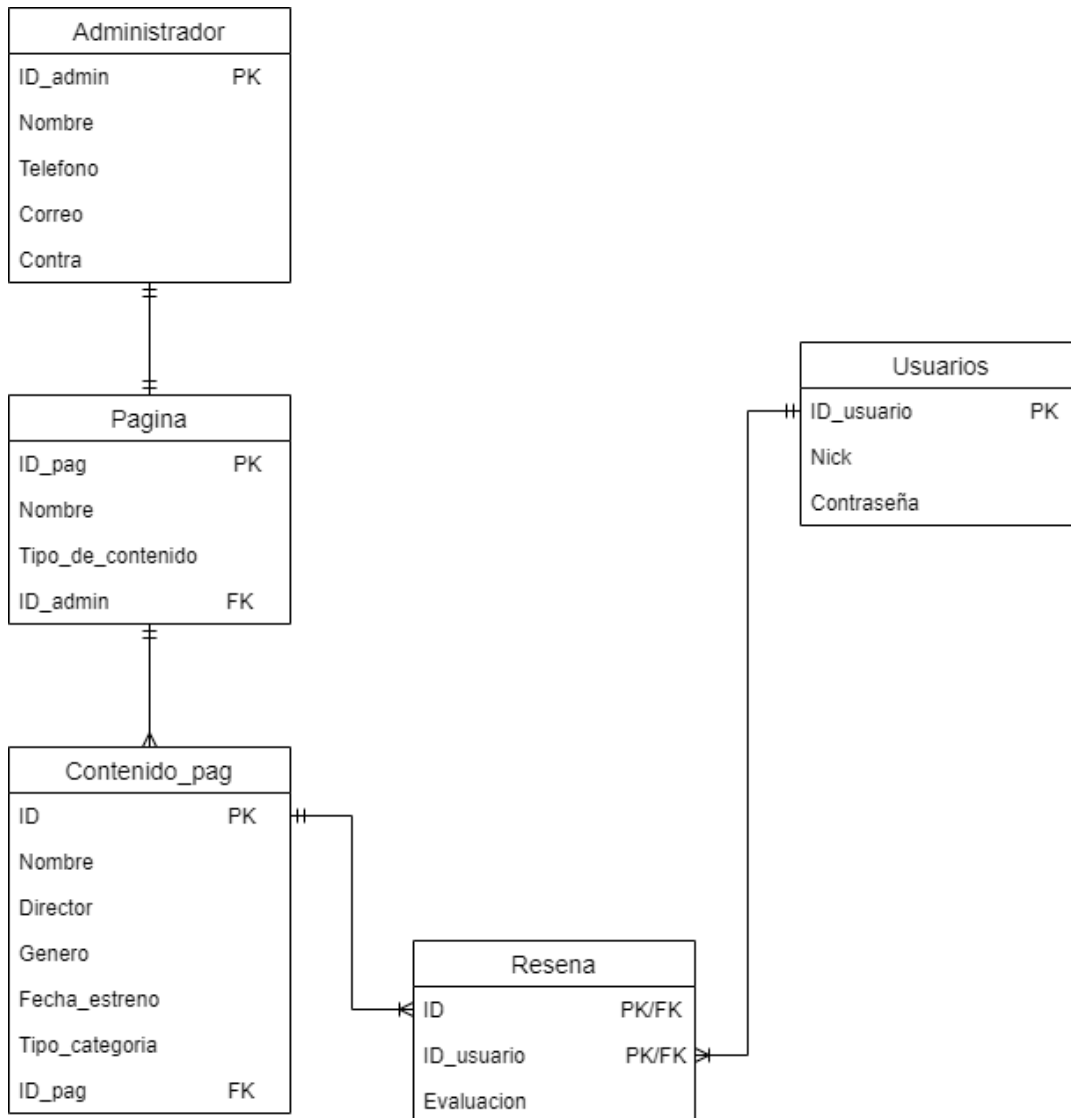 Administrador
ID_admin PK
Nombre
Telefono
Correo
Contra
Pagina
ID_pag PK
Nombre
Tipo_de_contenido
ID_admin FK
Contenido_pag
ID PK
Nombre
Director
Genero
Fecha_estreno
Tipo_categoria
ID_pag FK
Resena
ID PK/FK
ID_usuario PK/FK
Evaluacion
Usuarios
ID_usuario PK
Nick
Contraseña